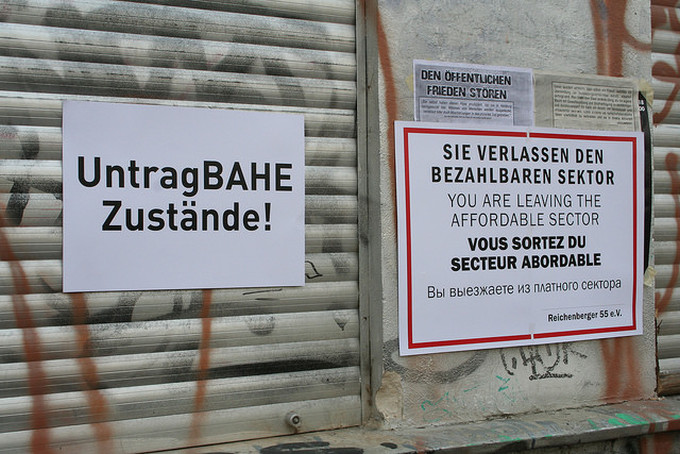 UntragBAHE
Zustände!
DEN ÖFFENTLICHEN
FRIEDEN STÖREN
SIE VERLASSEN DEN
BEZAHLBAREN SEKTOR
YOU ARE LEAVING THE
AFFORDABLE SECTOR
VOUS SORTEZ DU
SECTEUR ABORDABLE
Вы выезжаете из платного сектора
Reichenberger 55 e.V.